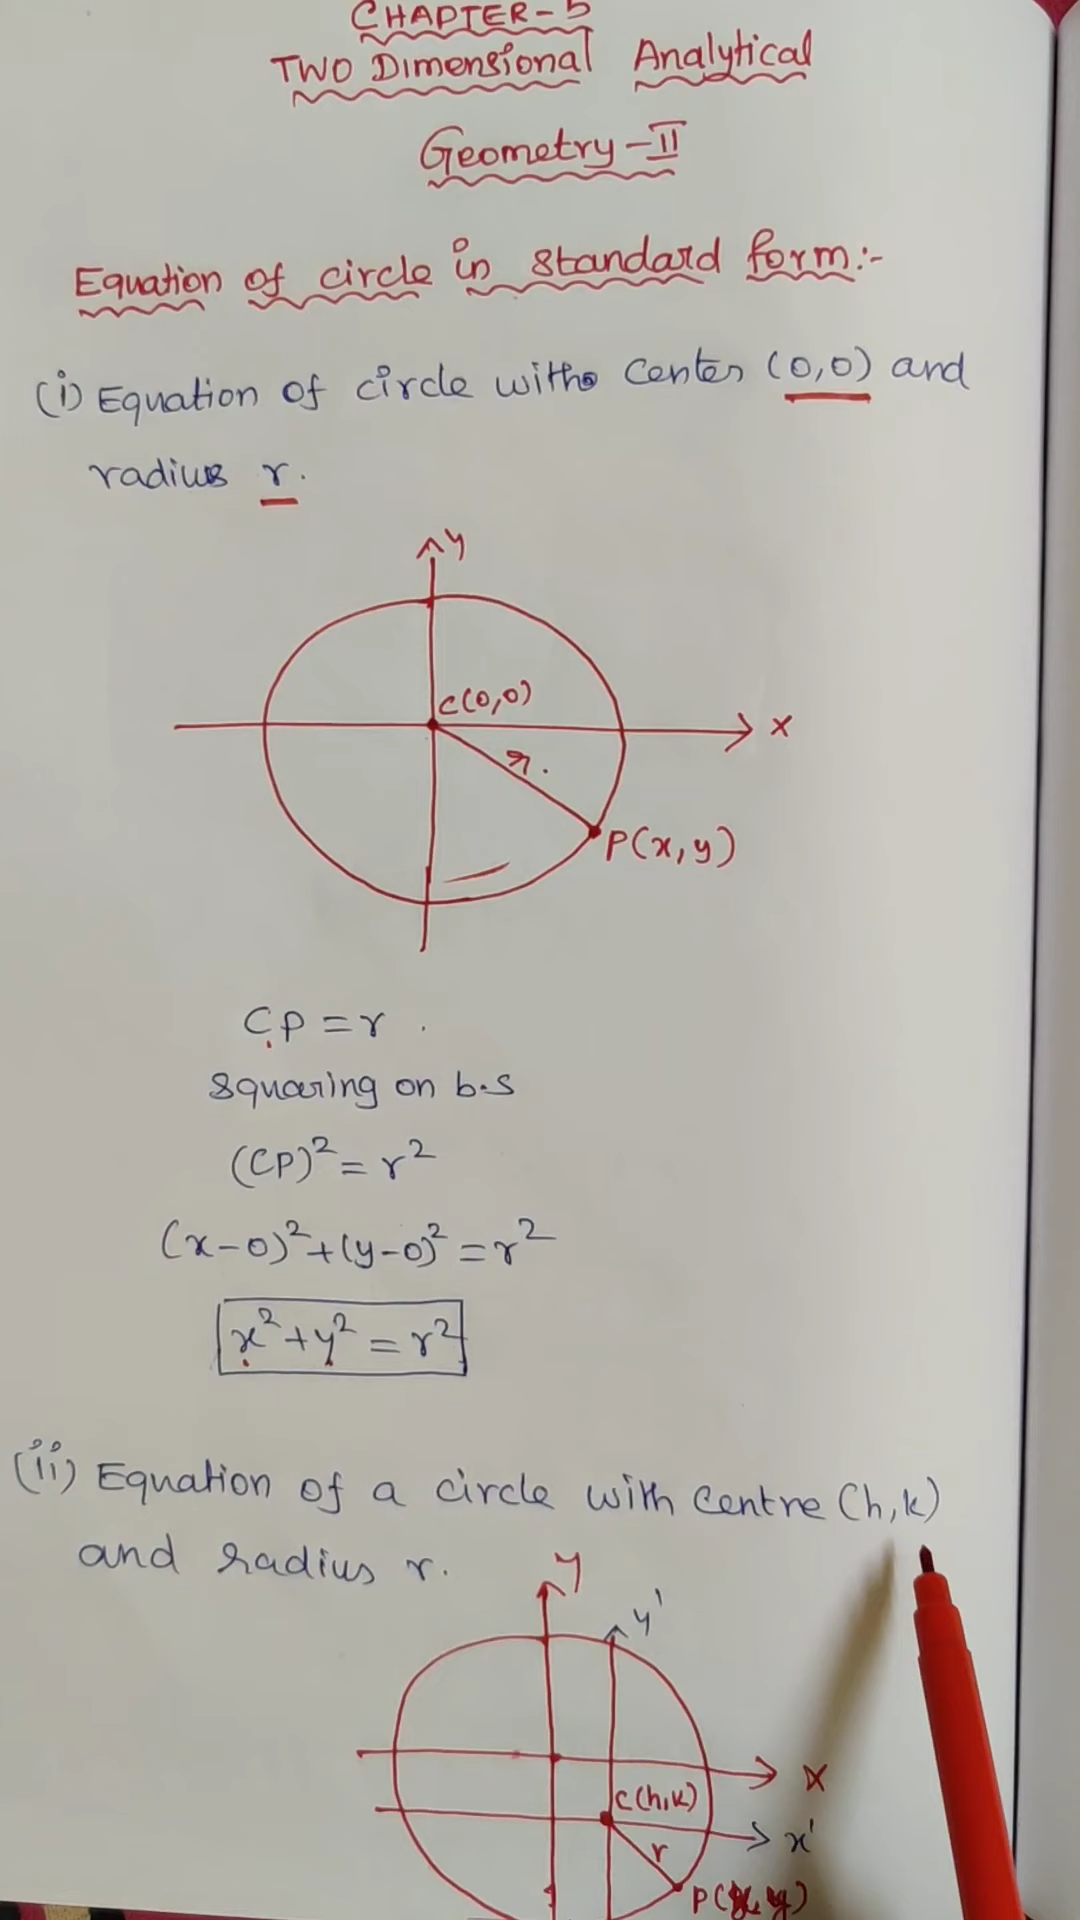 CHAPTER-5
TWO Dimensional Analytical
Geometry-II
Equation of circle in standard form:-
(i) Equation of circle with center (0,0) and
radius r.
y
C(0,0)
x
r.
P(x,y)
CP=r.
squaring on b.s
(CP)²=r²
(x-0)²+(y-0)²=r²
x²+y²=r²
(ii) Equation of a circle with centre (h,k)
and radius r.
y
y'
x
C(h,k)
x'
r
P(x,y)